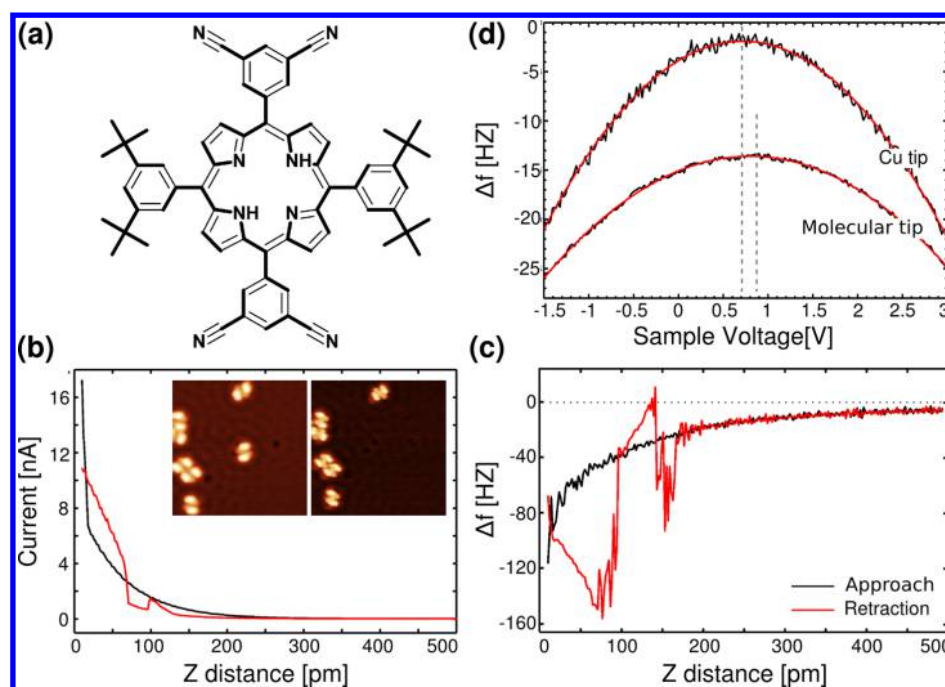 (a)
N
N
N
NH
NH
N
N
N
(b)
16
12
8
4
0
Current [nA]
0
100
200
300
400
500
Z distance [pm]
(d)
0
-5
-10
-15
-20
-25
Δf [HZ]
Cu tip
Molecular tip
-1.5
-1
-0.5
0
0.5
1
1.5
2
2.5
3
Sample Voltage[V]
(c)
0
-40
-80
-120
-160
Δf [HZ]
Approach
Retraction
0
100
200
300
400
500
Z distance [pm]